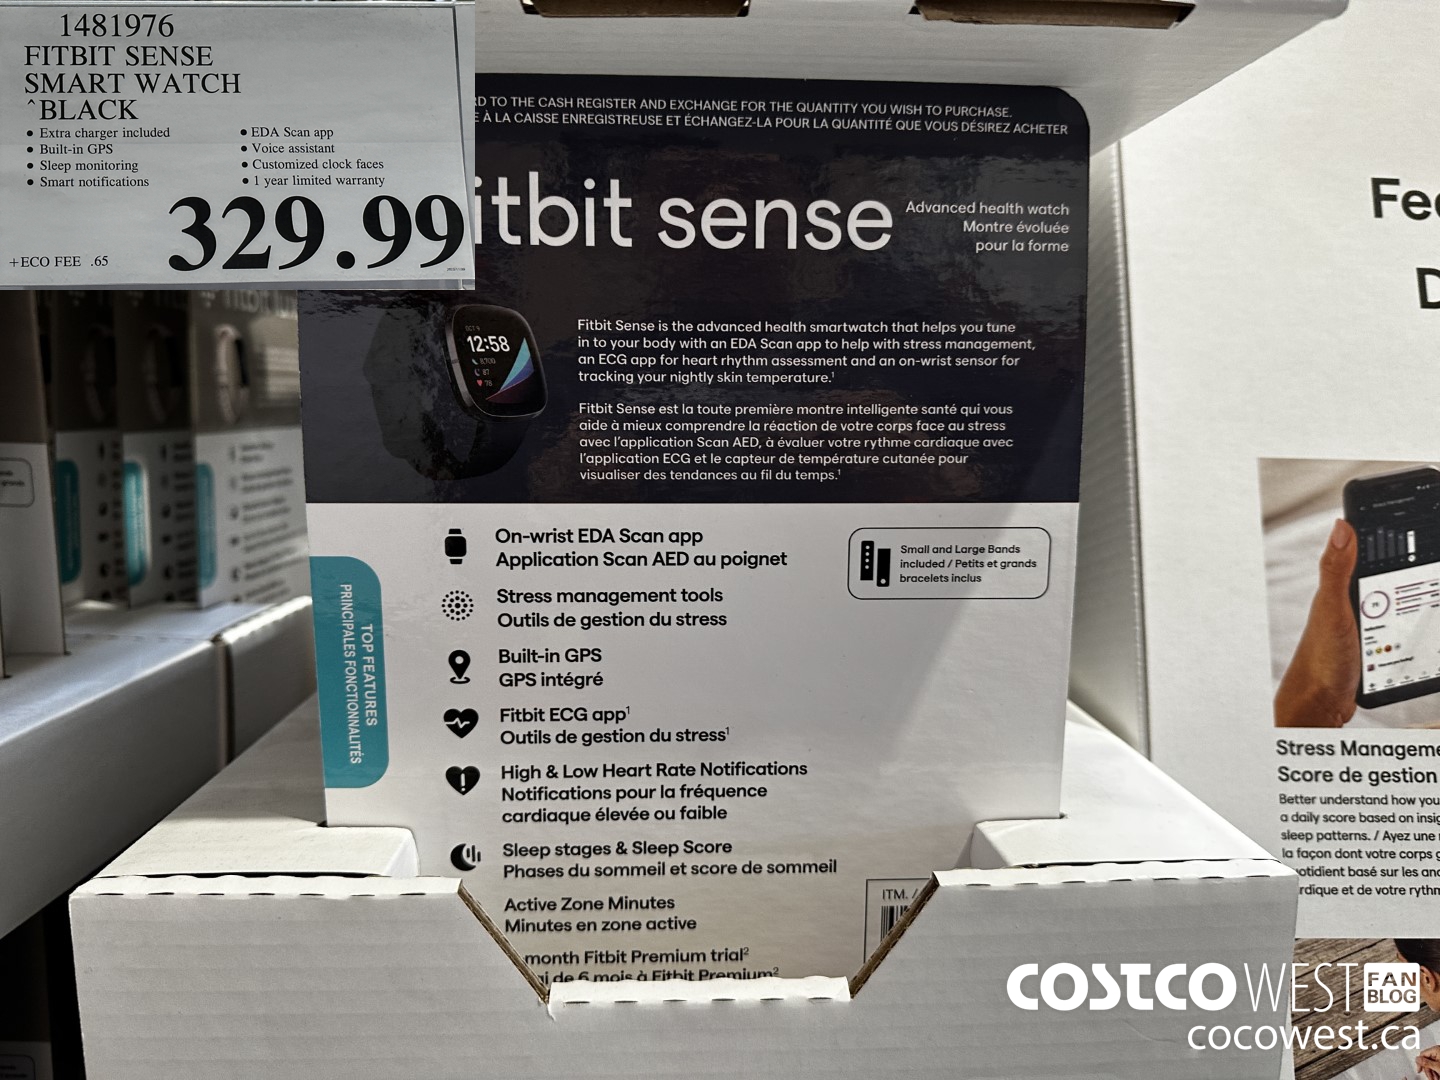 1481976
FITBIT SENSE
SMART WATCH
^BLACK
• Extra charger included
• Built-in GPS
• Sleep monitoring
• Smart notifications
• EDA Scan app
• Voice assistant
• Customized clock faces
• 1 year limited warranty
+ECO FEE .65
329.99
TO THE CASH REGISTER AND EXCHANGE FOR THE QUANTITY YOU WISH TO PURCHASE.
À LA CAISSE ENREGISTREUSE ET ÉCHANGEZ-LA POUR LA QUANTITÉ QUE VOUS DÉSIREZ ACHETER
itbit sense
Advanced health watch
Montre évoluée
pour la forme
OCT 9
12:58
87
78
Fitbit Sense is the advanced health smartwatch that helps you tune
in to your body with an EDA Scan app to help with stress management,
an ECG app for heart rhythm assessment and an on-wrist sensor for
tracking your nightly skin temperature.¹
Fitbit Sense est la toute première montre intelligente santé qui vous
aide à mieux comprendre la réaction de votre corps face au stress
avec l'application Scan AED, à évaluer votre rythme cardiaque avec
l'application ECG et le capteur de température cutanée pour
visualiser des tendances au fil du temps.¹
TOP FEATURES
PRINCIPALES FONCTIONNALITÉS
On-wrist EDA Scan app
Application Scan AED au poignet
Small and Large Bands
included / Petits et grands
bracelets inclus
Stress management tools
Outils de gestion du stress
Built-in GPS
GPS intégré
Fitbit ECG app¹
Outils de gestion du stress¹
High & Low Heart Rate Notifications
Notifications pour la fréquence
cardiaque élevée ou faible
Sleep stages & Sleep Score
Phases du sommeil et score de sommeil
Active Zone Minutes
Minutes en zone active
month Fitbit Premium trial²
de 6 mois à Fitbit Premium²
ITM. /
Fe
D
Stress Manageme
Score de gestion
Better understand how you
a daily score based on insig
sleep patterns. / Ayez une
la façon dont votre corps g
uotidient basé sur les an
rdique et de votre rythm
COSTCO WEST FAN BLOG
cocowest.ca